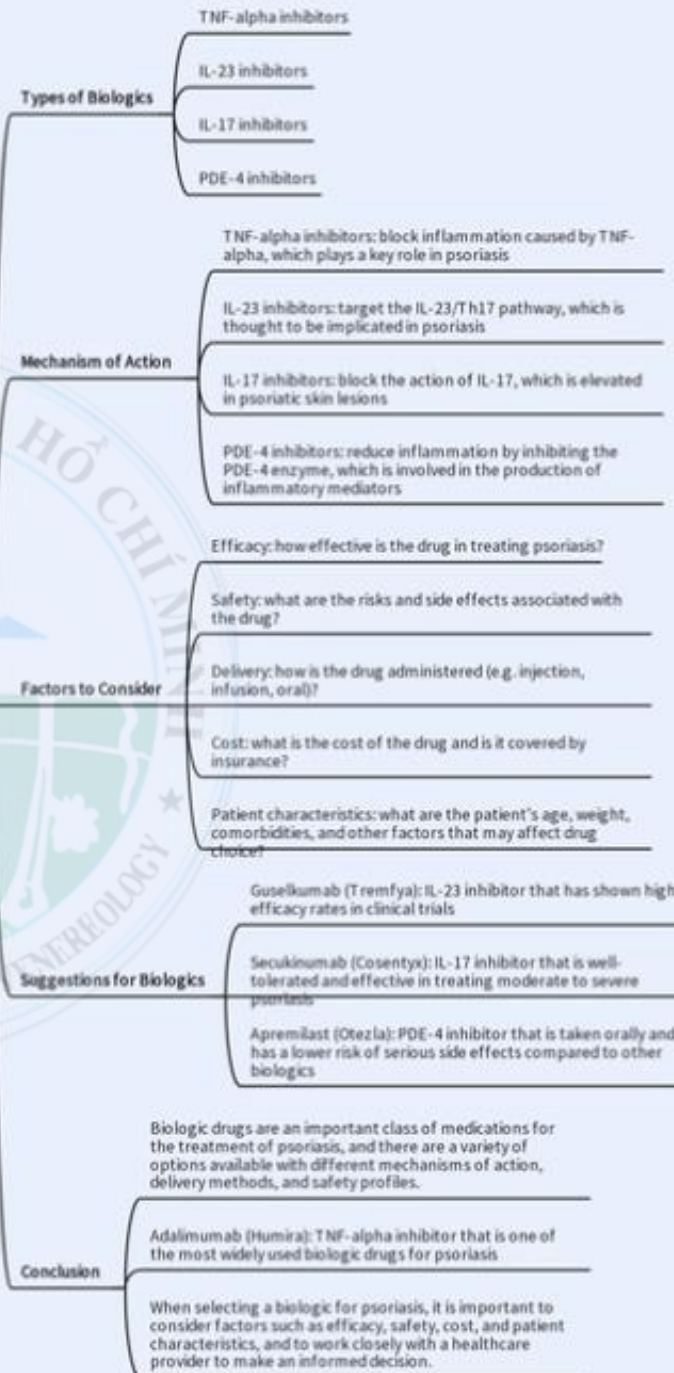 TNF-alpha inhibitors
IL-23 inhibitors
Types of Biologics
IL-17 inhibitors
PDE-4 inhibitors
TNF-alpha inhibitors: block inflammation caused by TNF-
alpha, which plays a key role in psoriasis
IL-23 inhibitors: target the IL-23/Th17 pathway, which is
thought to be implicated in psoriasis
Mechanism of Action
IL-17 inhibitors: block the action of IL-17, which is elevated
in psoriatic skin lesions
PDE-4 inhibitors: reduce inflammation by inhibiting the
PDE-4 enzyme, which is involved in the production of
inflammatory mediators
HỒ CHÍ MINH
Efficacy: how effective is the drug in treating psoriasis?
Safety: what are the risks and side effects associated with
the drug?
Factors to Consider
Delivery: how is the drug administered (e.g. injection,
infusion, oral)?
Cost: what is the cost of the drug and is it covered by
insurance?
Patient characteristics: what are the patient's age, weight,
comorbidities, and other factors that may affect drug
choice?
VENEREOLOGY
Guselkumab (Tremfya): IL-23 inhibitor that has shown high
efficacy rates in clinical trials
Suggestions for Biologics
Secukinumab (Cosentyx): IL-17 inhibitor that is well-
tolerated and effective in treating moderate to severe
psoriasis
Apremilast (Otezla): PDE-4 inhibitor that is taken orally and
has a lower risk of serious side effects compared to other
biologics
Biologic drugs are an important class of medications for
the treatment of psoriasis, and there are a variety of
options available with different mechanisms of action,
delivery methods, and safety profiles.
Adalimumab (Humira): TNF-alpha inhibitor that is one of
the most widely used biologic drugs for psoriasis
Conclusion
When selecting a biologic for psoriasis, it is important to
consider factors such as efficacy, safety, cost, and patient
characteristics, and to work closely with a healthcare
provider to make an informed decision.